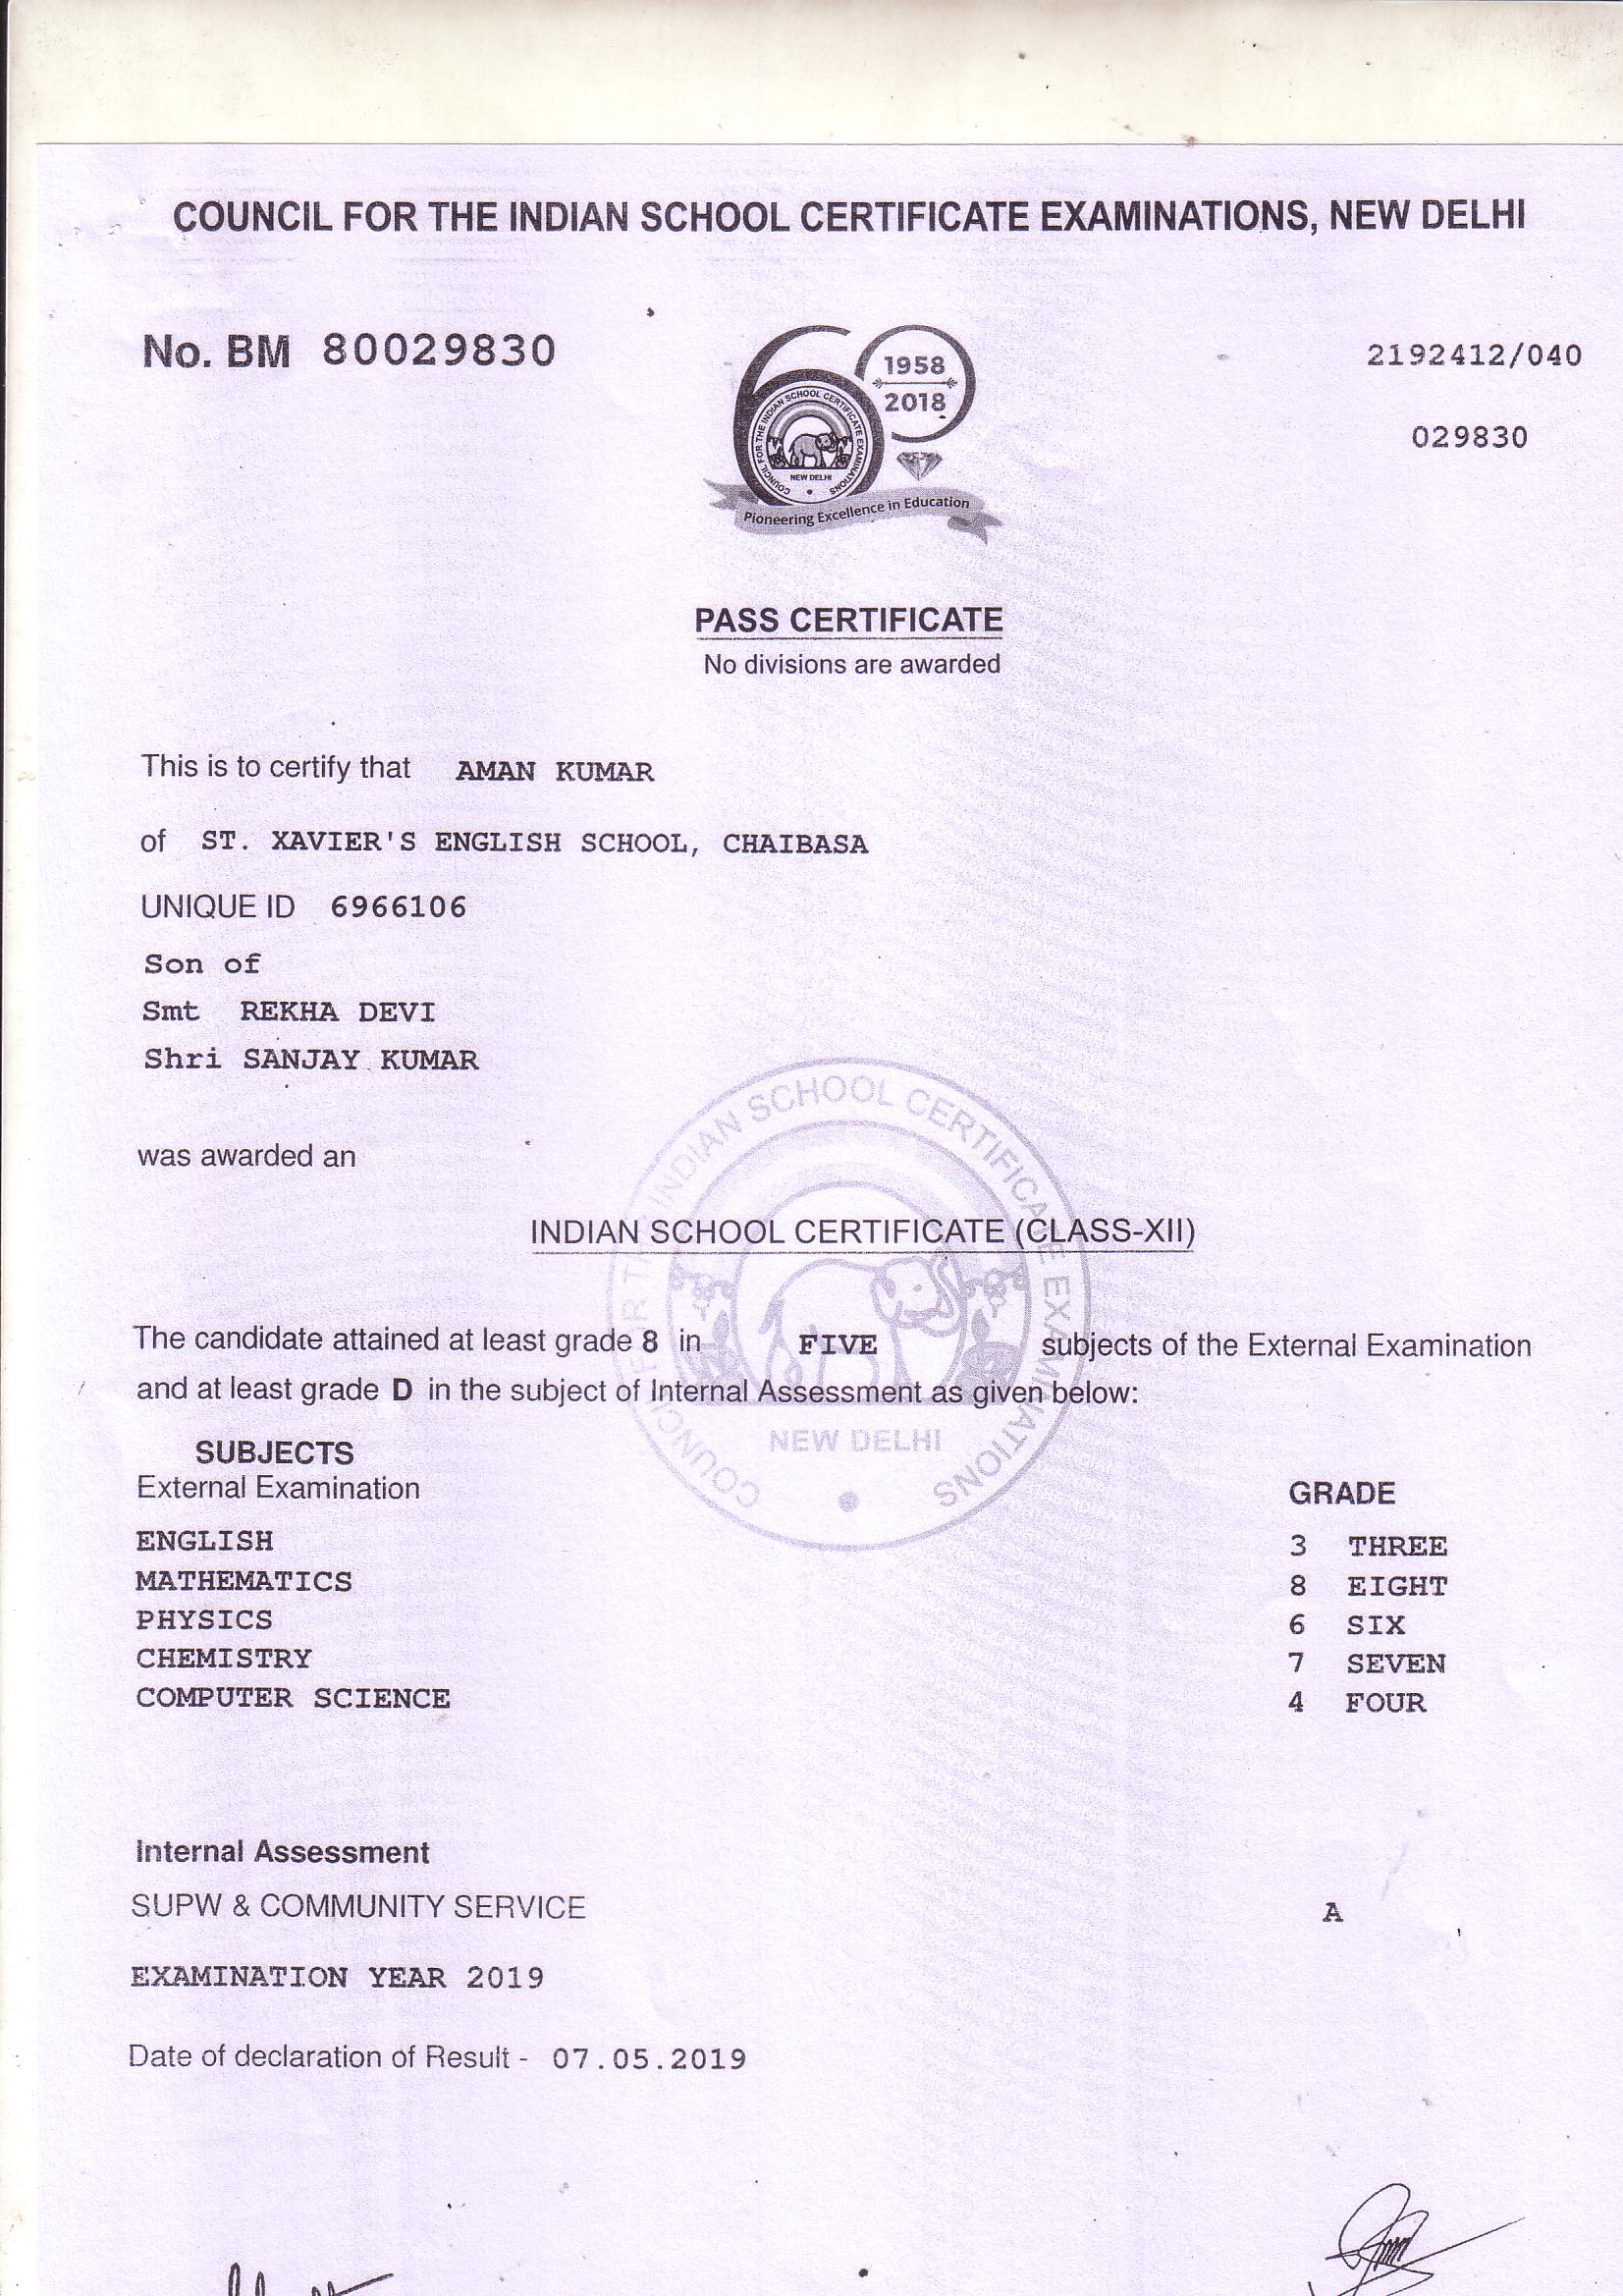 COUNCIL FOR THE INDIAN SCHOOL CERTIFICATE EXAMINATIONS, NEW DELHI
No. BM 80029830
1958
2018
2192412/040
029830
COUNCIL FOR THE INDIAN SCHOOL CERTIFICATE EXAMINATIONS
NEW DELHI
Pioneering Excellence in Education
PASS CERTIFICATE
No divisions are awarded
This is to certify that AMAN KUMAR
of ST. XAVIER'S ENGLISH SCHOOL, CHAIBASA
UNIQUE ID 6966106
Son of
Smt REKHA DEVI
Shri SANJAY KUMAR
was awarded an
INDIAN SCHOOL CERTIFICATE (CLASS-XII)
The candidate attained at least grade 8 in FIVE subjects of the External Examination
and at least grade D in the subject of Internal Assessment as given below:
COUNCIL FOR THE INDIAN SCHOOL CERTIFICATE EXAMINATIONS
NEW DELHI
SUBJECTS
External Examination GRADE
ENGLISH 3 THREE
MATHEMATICS 8 EIGHT
PHYSICS 6 SIX
CHEMISTRY 7 SEVEN
COMPUTER SCIENCE 4 FOUR
Internal Assessment
SUPW & COMMUNITY SERVICE A
EXAMINATION YEAR 2019
Date of declaration of Result - 07.05.2019